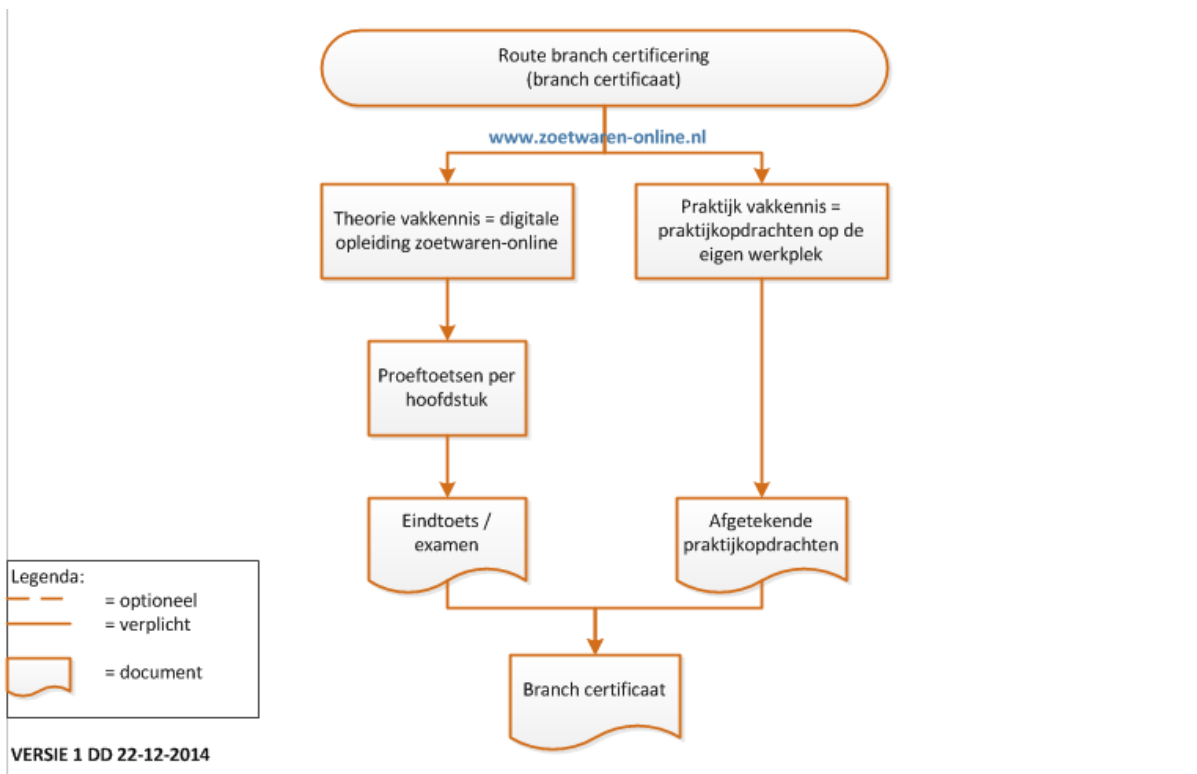 Route branch certificering
(branch certificaat)
www.zoetwaren-online.nl
Theorie vakkennis = digitale
opleiding zoetwaren-online
Praktijk vakkennis =
praktijkopdrachten op de
eigen werkplek
Proeftoetsen per
hoofdstuk
Eindtoets /
examen
Afgetekende
praktijkopdrachten
Branch certificaat
Legenda:
= optioneel
= verplicht
= document
VERSIE 1 DD 22-12-2014